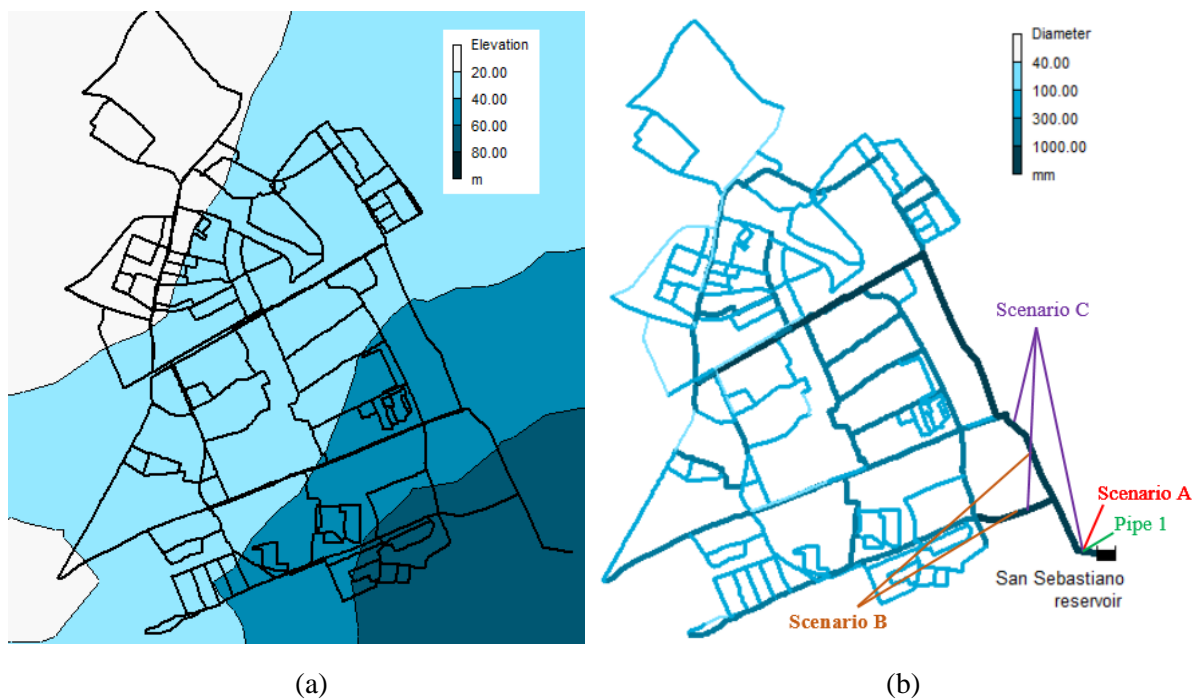 Elevation
20.00
40.00
60.00
80.00
m
Diameter
40.00
100.00
300.00
1000.00
mm
Scenario C
Scenario A
Pipe 1
San Sebastiano
reservoir
Scenario B
(a)
(b)